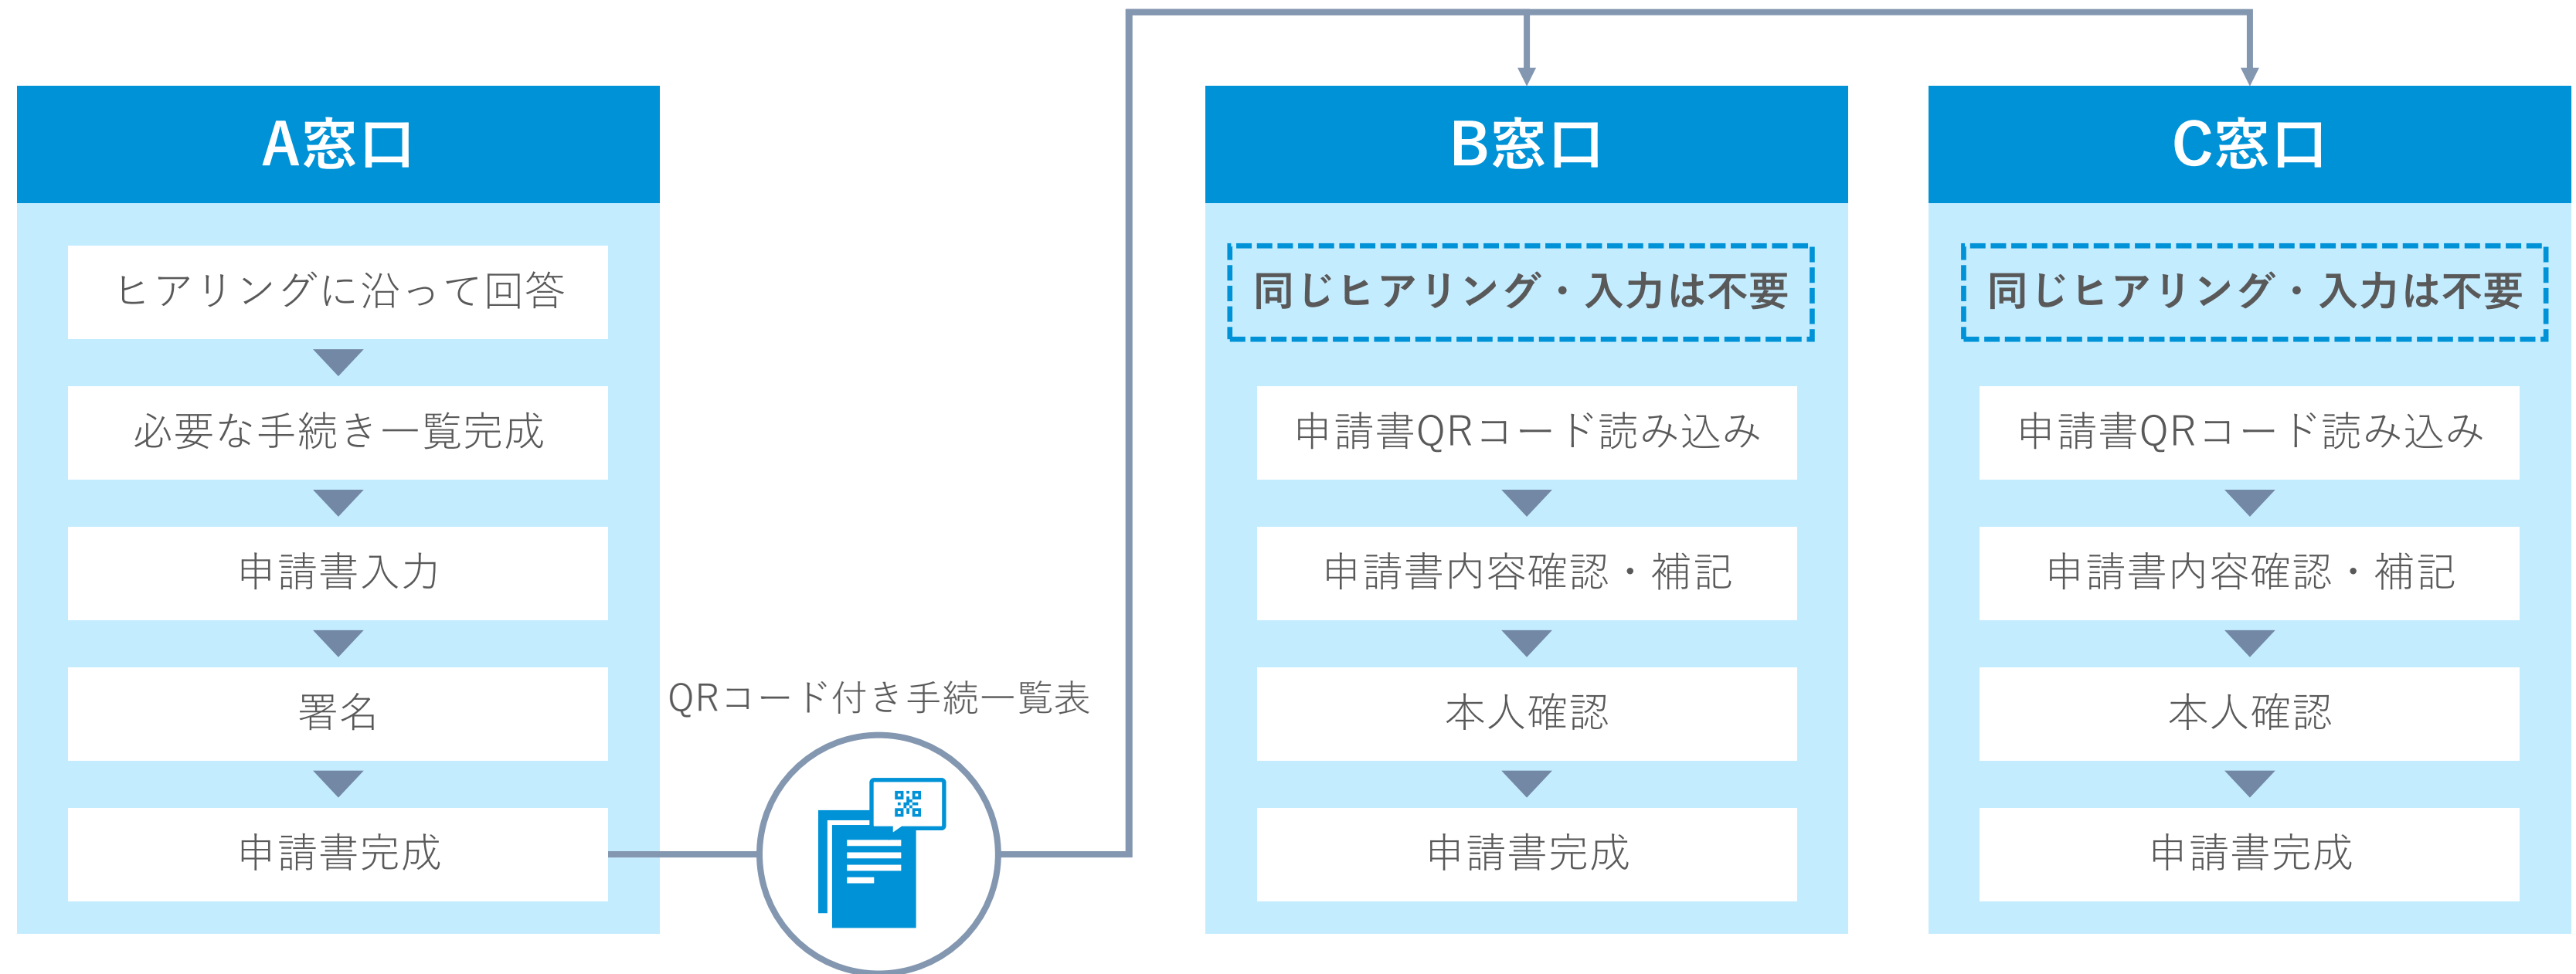 A窓口
ヒアリングに沿って回答
必要な手続き一覧完成
申請書入力
署名
申請書完成
QRコード付き手続一覧表
B窓口
同じヒアリング・入力は不要
申請書QRコード読み込み
申請書内容確認・補記
本人確認
申請書完成
C窓口
同じヒアリング・入力は不要
申請書QRコード読み込み
申請書内容確認・補記
本人確認
申請書完成